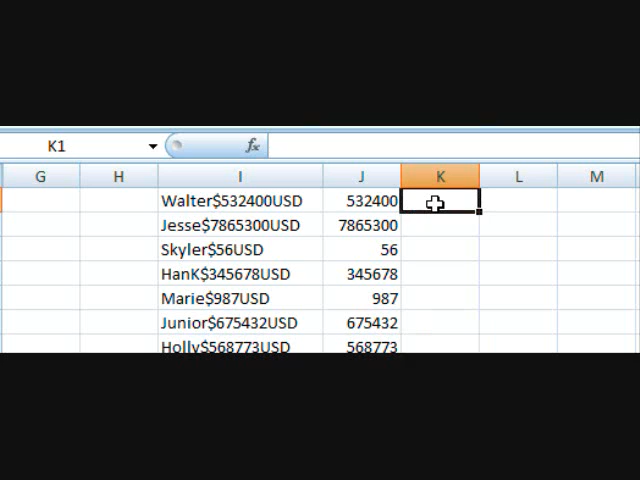 K1 fx
G H I J K L M
Walter$532400USD 532400
Jesse$7865300USD 7865300
Skyler$56USD 56
HanK$345678USD 345678
Marie$987USD 987
Junior$675432USD 675432
Holly$568773USD 568773